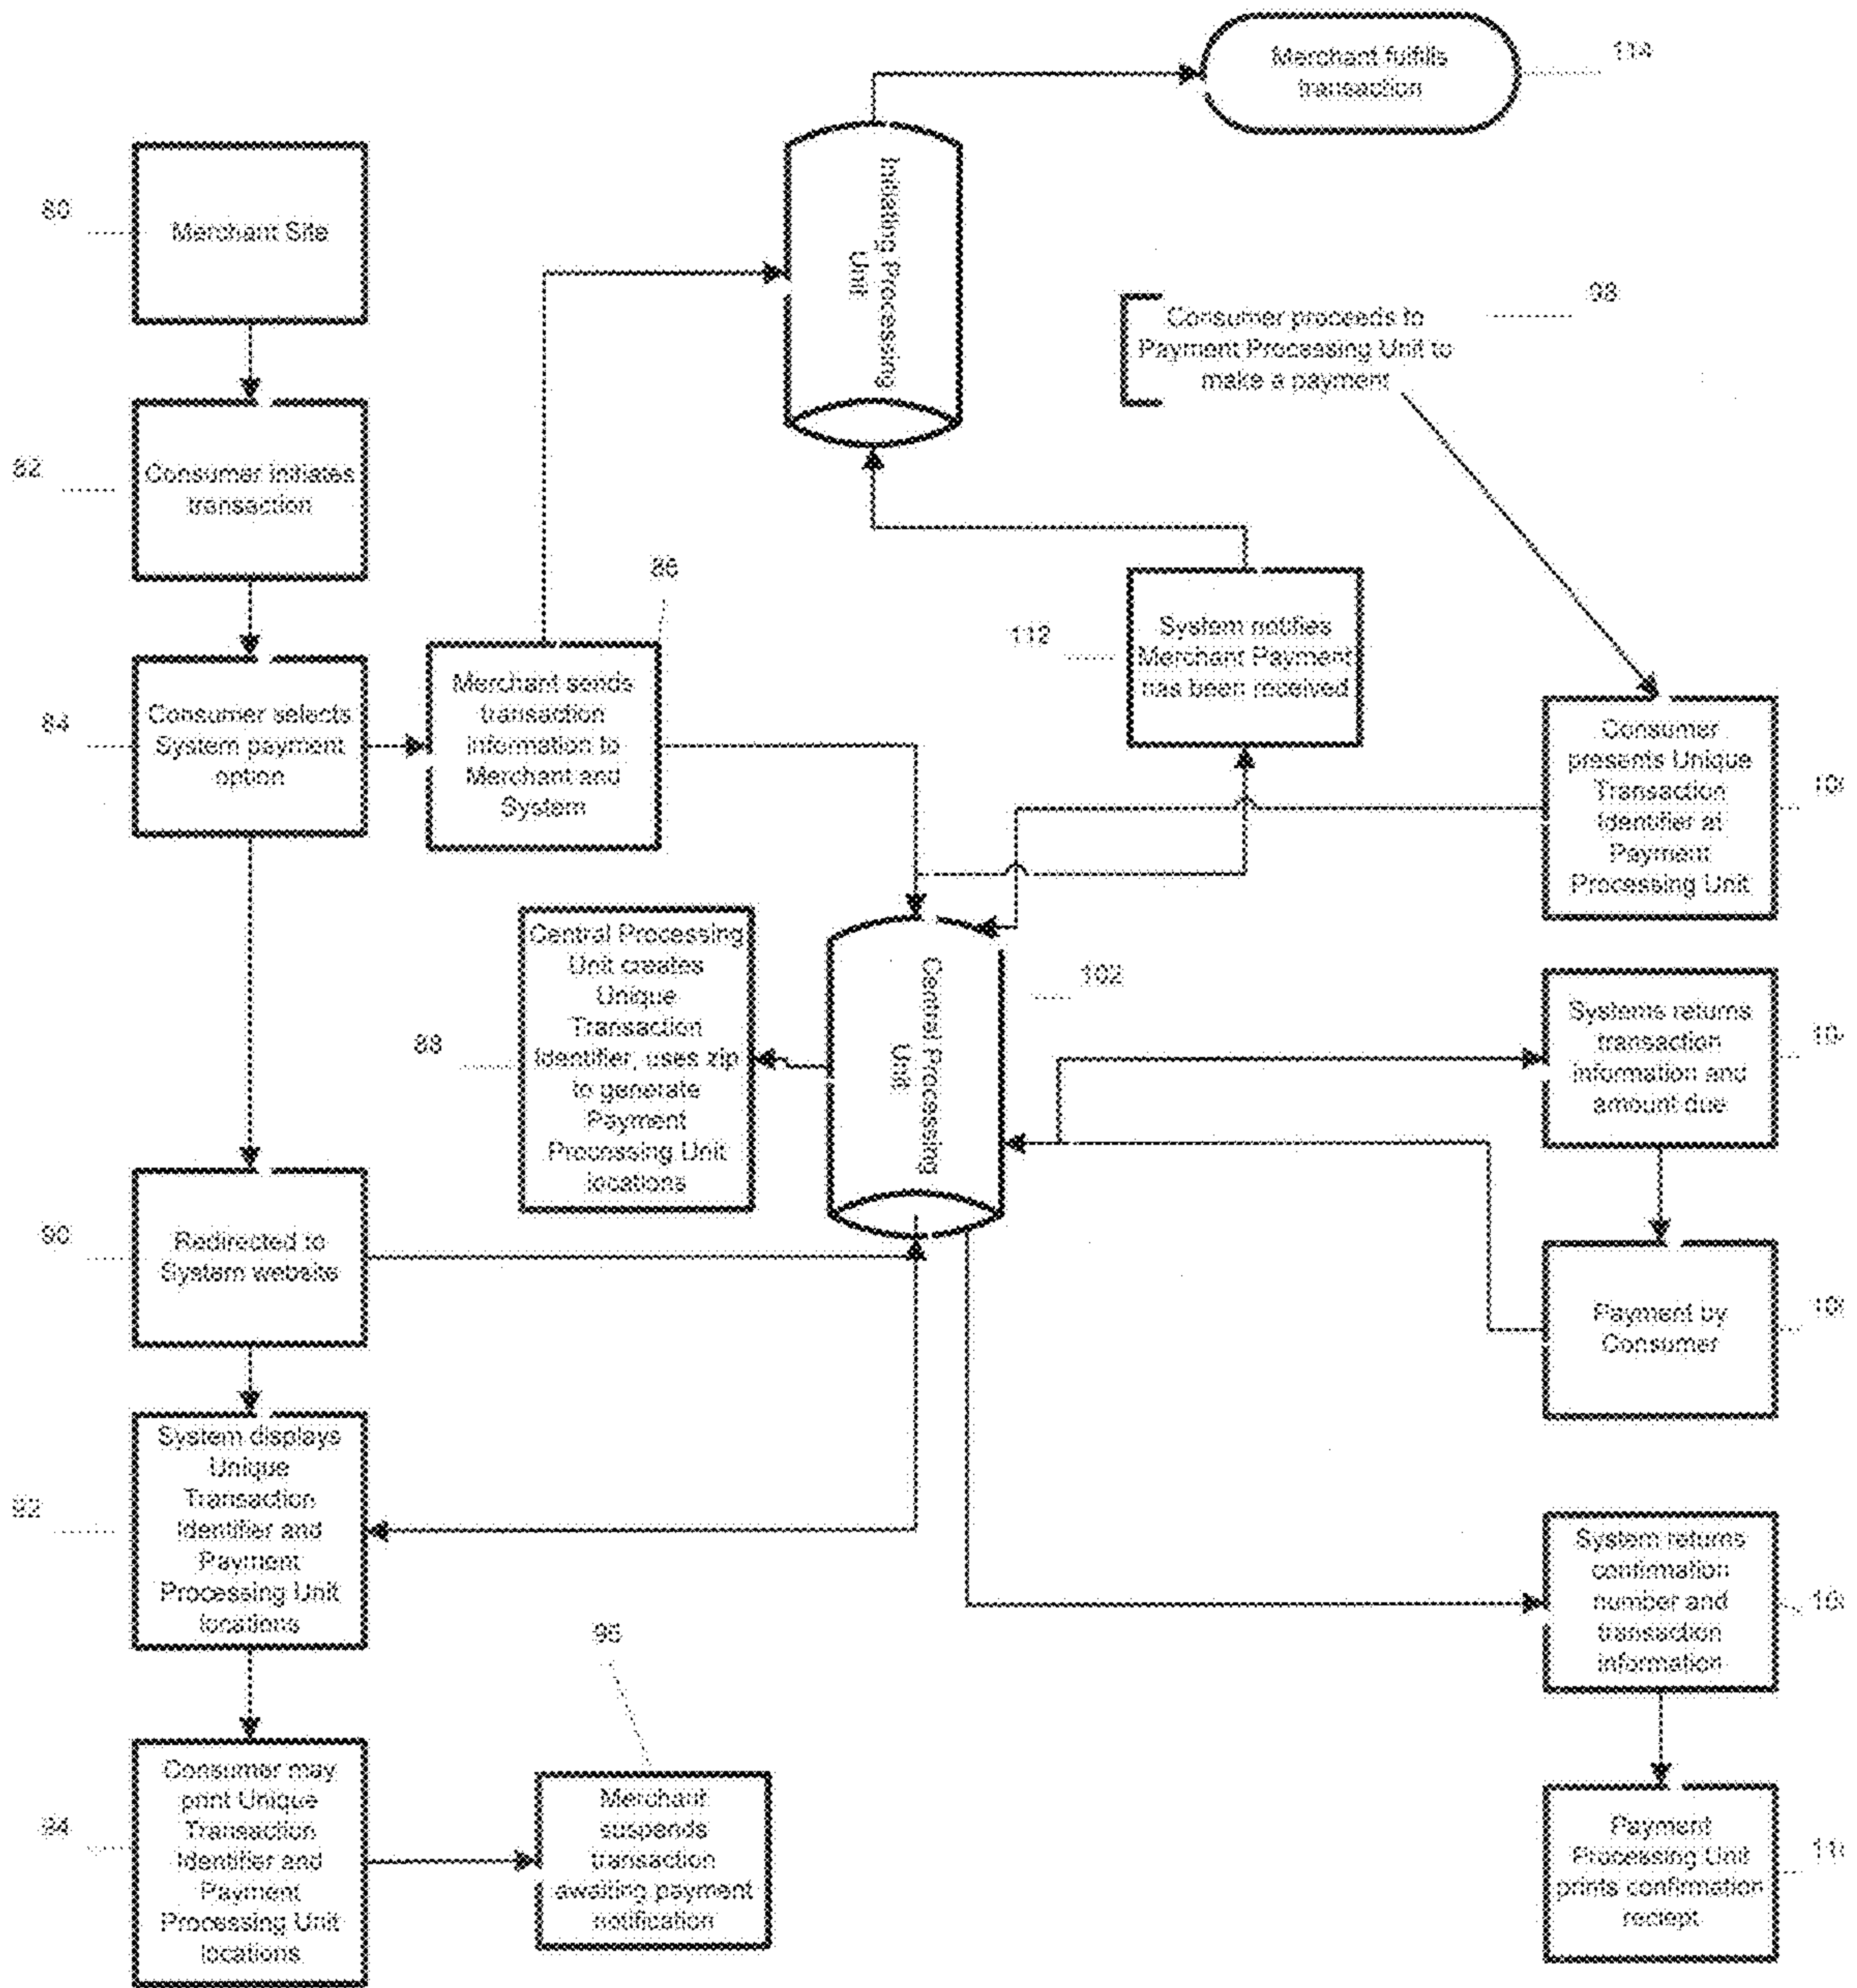 Merchant fulfills
transaction
114
80
Merchant Site
Initiating Processing
Unit
98
Consumer proceeds to
Payment Processing Unit to
make a payment
82
Consumer initiates
transaction
86
84
Consumer selects
System payment
option
Merchant sends
transaction
information to
Merchant and
System
112
System notifies
Merchant Payment
has been received
Consumer
presents Unique
Transaction
Identifier at
Payment
Processing Unit
88
Central Processing
Unit creates
Unique
Transaction
Identifier, uses zip
to generate
Payment
Processing Unit
locations
Central Processing
Unit
102
Systems returns
transaction
information and
amount due
90
Redirected to
System website
Payment by
Consumer
92
System displays
Unique
Transaction
Identifier and
Payment
Processing Unit
locations
System returns
confirmation
number and
transaction
information
94
Consumer may
print Unique
Transaction
Identifier and
Payment
Processing Unit
locations
Merchant
suspends
transaction
awaiting payment
notification
Payment
Processing Unit
prints confirmation
reciept